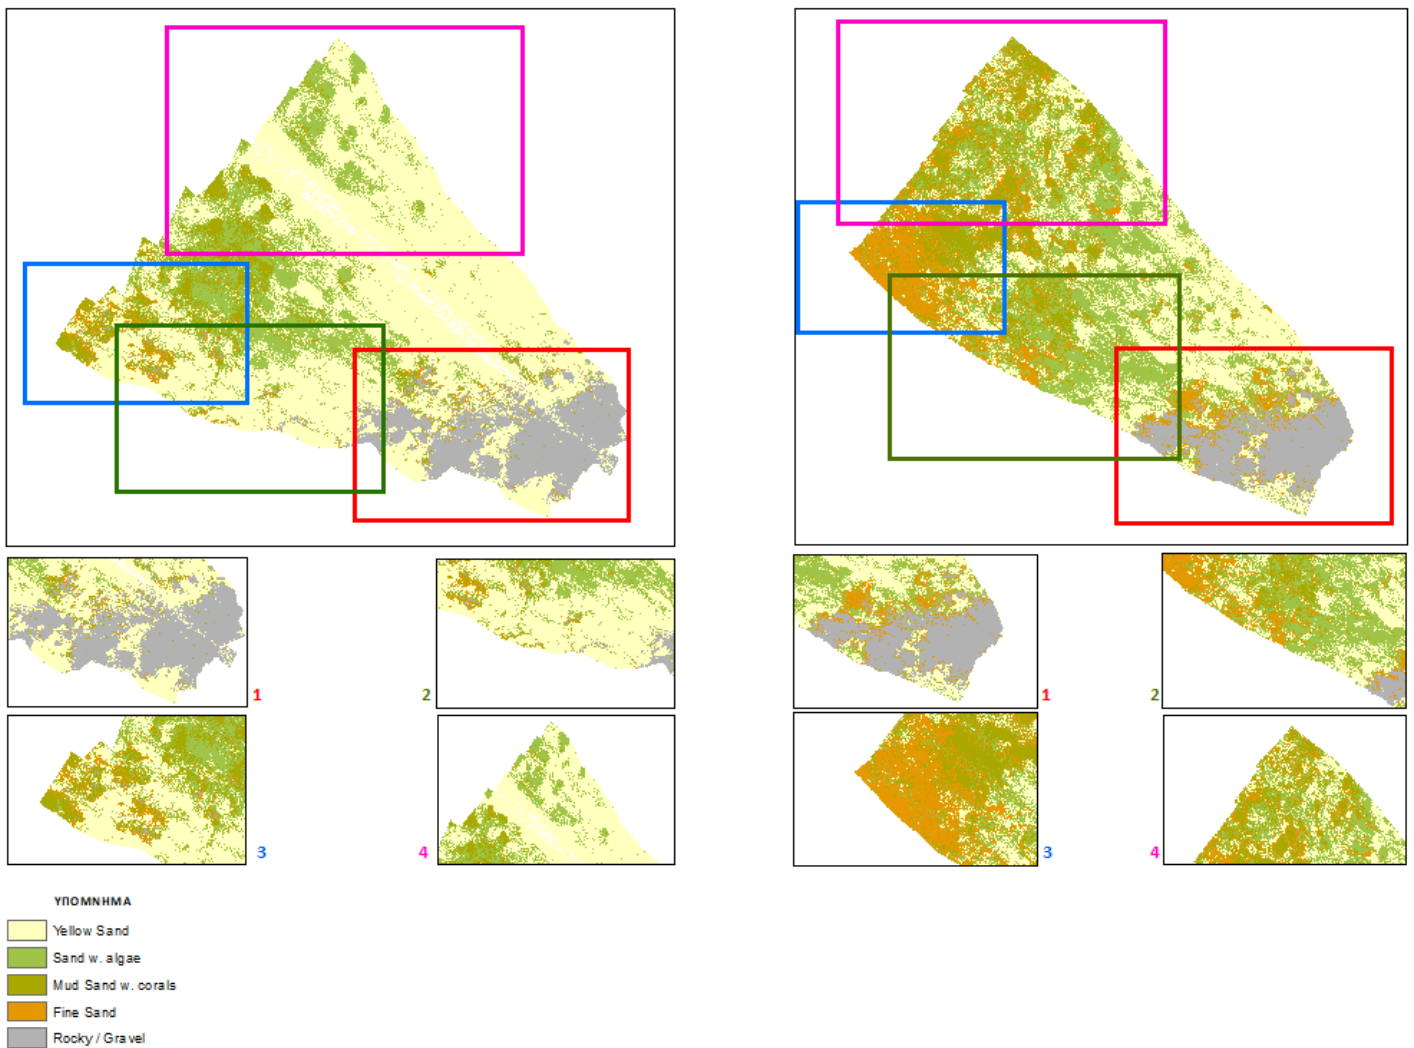 1
2
1
2
3
4
3
4
ΥΠΟΜΝΗΜΑ
Yellow Sand
Sand w. algae
Mud Sand w. corals
Fine Sand
Rocky / Gravel